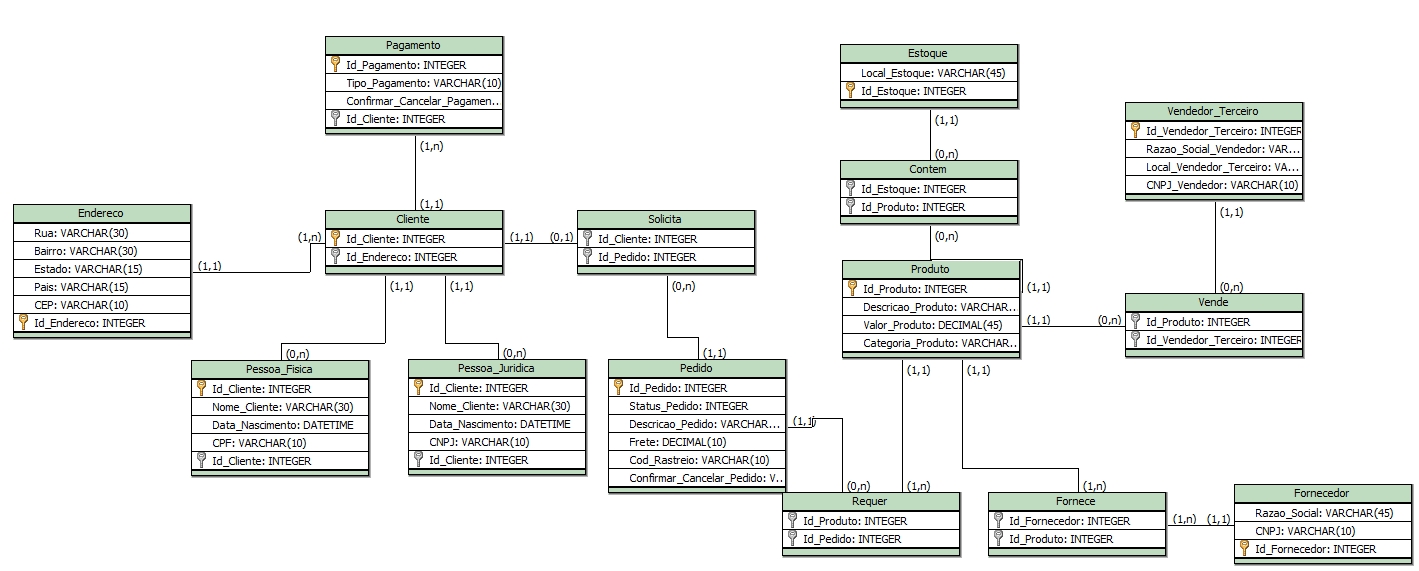 Pagamento
Id_Pagamento: INTEGER
Tipo_Pagamento: VARCHAR(10)
Confirmar_Cancelar_Pagamen...
Id_Cliente: INTEGER
(1,n)
(1,1)
Estoque
Local_Estoque: VARCHAR(45)
Id_Estoque: INTEGER
(1,1)
(0,n)
Contem
Id_Estoque: INTEGER
Id_Produto: INTEGER
(0,n)
Vendedor_Terceiro
Id_Vendedor_Terceiro: INTEGER
Razao_Social_Vendedor: VAR...
Local_Vendedor_Terceiro: VA...
CNPJ_Vendedor: VARCHAR(10)
(1,1)
(0,n)
Endereco
Rua: VARCHAR(30)
Bairro: VARCHAR(30)
Estado: VARCHAR(15)
Pais: VARCHAR(15)
CEP: VARCHAR(10)
Id_Endereco: INTEGER
(1,1)
(1,n)
Cliente
Id_Cliente: INTEGER
Id_Endereco: INTEGER
(1,1)
(0,1)
(1,1)
(1,1)
Solicita
Id_Cliente: INTEGER
Id_Pedido: INTEGER
(0,n)
(1,1)
Produto
Id_Produto: INTEGER
Descricao_Produto: VARCHAR...
Valor_Produto: DECIMAL(45)
Categoria_Produto: VARCHAR...
(1,1)
(1,1)
(0,n)
(1,1)
(1,1)
Vende
Id_Produto: INTEGER
Id_Vendedor_Terceiro: INTEGER
(0,n)
Pessoa_Fisica
Id_Cliente: INTEGER
Nome_Cliente: VARCHAR(30)
Data_Nascimento: DATETIME
CPF: VARCHAR(10)
Id_Cliente: INTEGER
(0,n)
Pessoa_Juridica
Id_Cliente: INTEGER
Nome_Cliente: VARCHAR(30)
Data_Nascimento: DATETIME
CNPJ: VARCHAR(10)
Id_Cliente: INTEGER
Pedido
Id_Pedido: INTEGER
Status_Pedido: INTEGER
Descricao_Pedido: VARCHAR...
Frete: DECIMAL(10)
Cod_Rastreio: VARCHAR(10)
Confirmar_Cancelar_Pedido: V...
(1,1)
(0,n)
(1,n)
Requer
Id_Produto: INTEGER
Id_Pedido: INTEGER
(1,n)
Fornece
Id_Fornecedor: INTEGER
Id_Produto: INTEGER
(1,n)
(1,1)
Fornecedor
Razao_Social: VARCHAR(45)
CNPJ: VARCHAR(10)
Id_Fornecedor: INTEGER